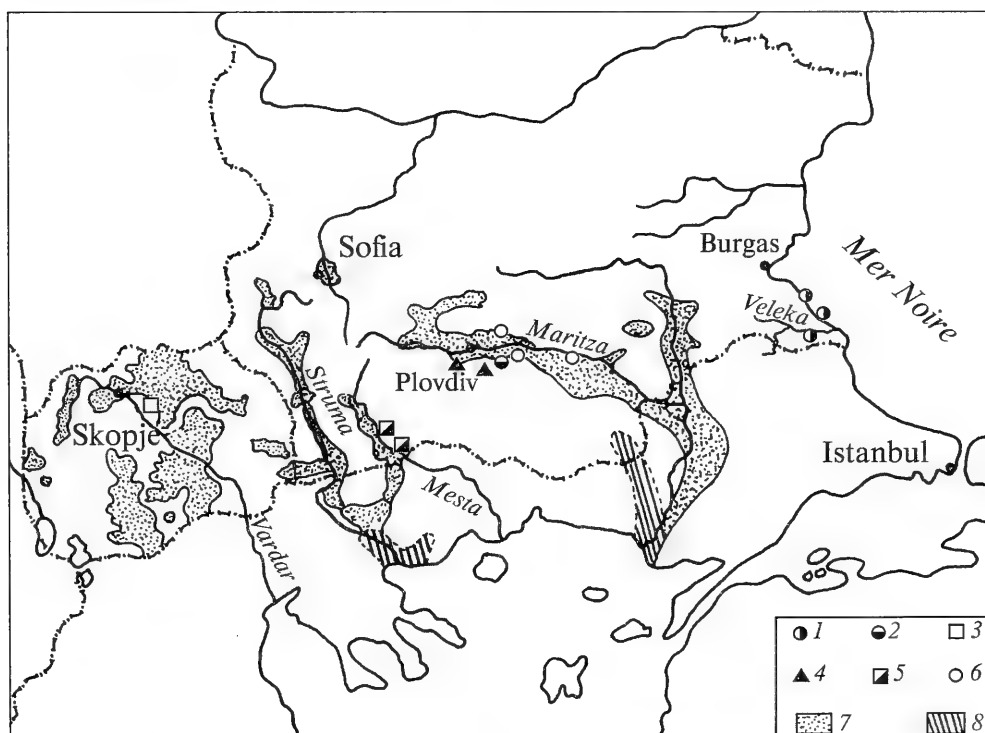 Sofia
Burgas
Mer Noire
Veleka
Maritza
Plovdiv
Struma
Skopje
Istanbul
Mesta
Vardar
1 2 3
4 5 6
7 8